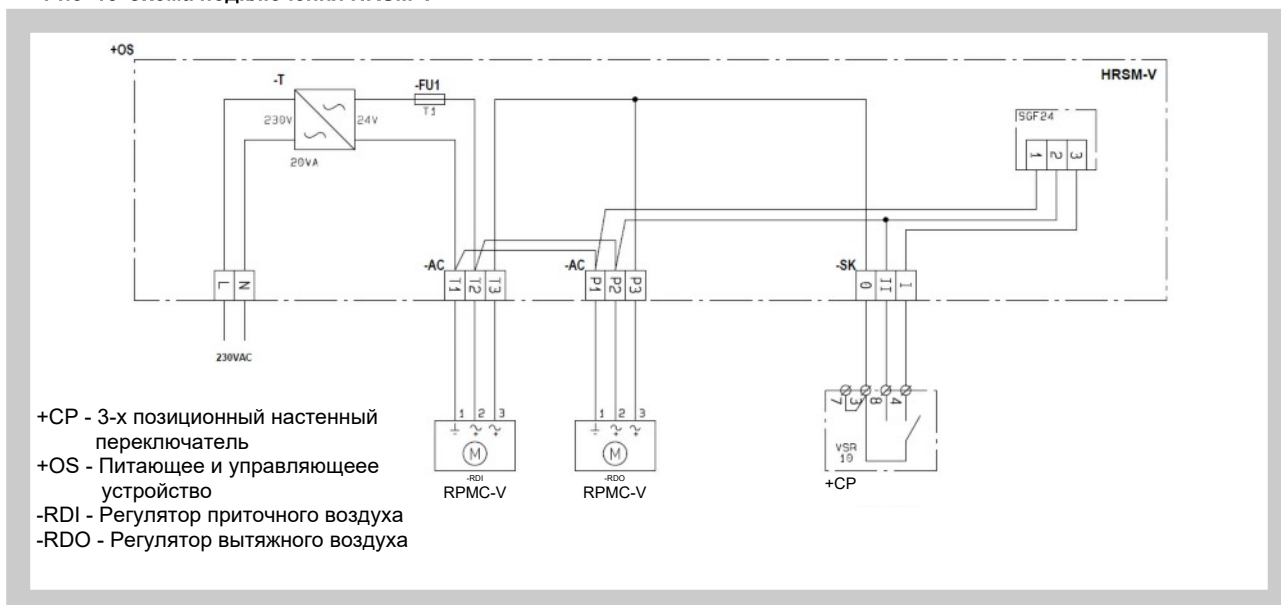 +OS
HRSM-V
-T
-FU1
T1
230V
24V
20VA
SGF24
1 2 3
-AC
-AC
-SK
L N
T1 T2 T3
P1 P2 P3
0 II I
230VAC
1 2 3
1 2 3
7 3 8 4
M
M
VSR
10
-RDI
RPMC-V
-RDO
RPMC-V
+CP
+CP - 3-х позиционный настенный
переключатель
+OS - Питающее и управляющеее
устройство
-RDI - Регулятор приточного воздуха
-RDO - Регулятор вытяжного воздуха